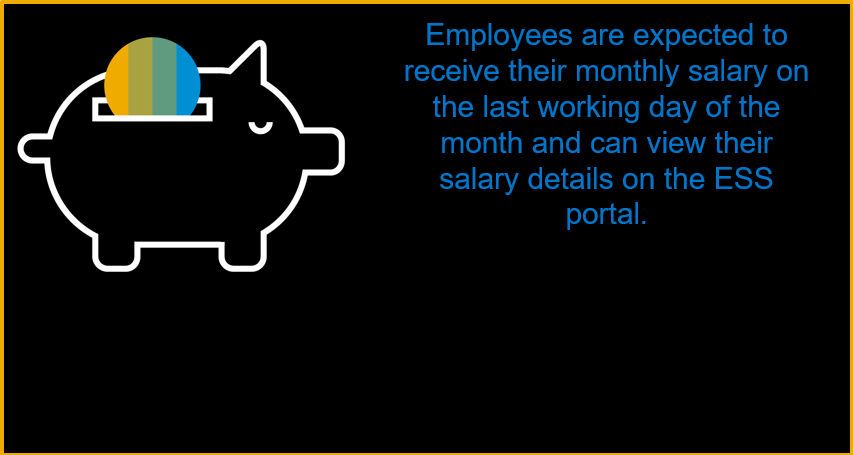 Employees are expected to
receive their monthly salary on
the last working day of the
month and can view their
salary details on the ESS
portal.